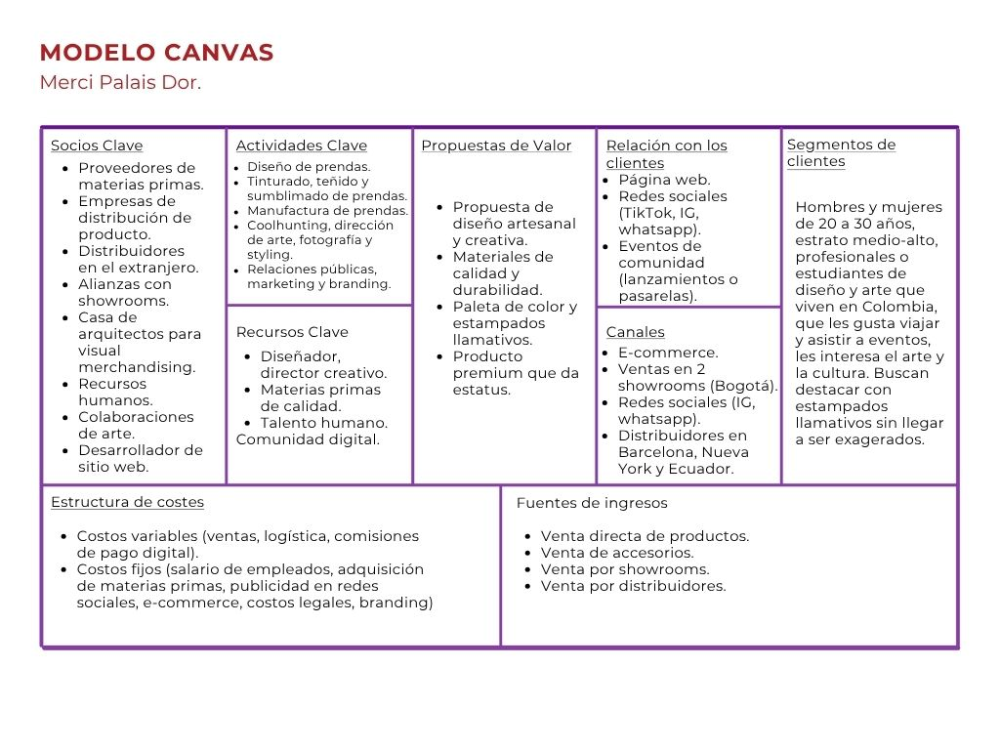 MODELO CANVAS
Merci Palais Dor.
Socios Clave
Proveedores de
materias primas.
Empresas de
distribución de
producto.
Distribuidores
en el extranjero.
Alianzas con
showrooms.
Casa de
arquitectos para
visual
merchandising.
Recursos
humanos.
Colaboraciones
de arte.
Desarrollador de
sitio web.
Actividades Clave
Diseño de prendas.
Tinturado, teñido y
sumblimado de prendas.
Manufactura de prendas.
Coolhunting, dirección
de arte, fotografía y
styling.
Relaciones públicas,
marketing y branding.
Recursos Clave
Diseñador,
director creativo.
Materias primas
de calidad.
Talento humano.
Comunidad digital.
Propuestas de Valor
Propuesta de
diseño artesanal
y creativa.
Materiales de
calidad y
durabilidad.
Paleta de color y
estampados
llamativos.
Producto
premium que da
estatus.
Relación con los
clientes
Página web.
Redes sociales
(TikTok, IG,
whatsapp).
Eventos de
comunidad
(lanzamientos o
pasarelas).
Canales
E-commerce.
Ventas en 2
showrooms (Bogotá).
Redes sociales (IG,
whatsapp).
Distribuidores en
Barcelona, Nueva
York y Ecuador.
Segmentos de
clientes
Hombres y mujeres
de 20 a 30 años,
estrato medio-alto,
profesionales o
estudiantes de
diseño y arte que
viven en Colombia,
que les gusta viajar
y asistir a eventos,
les interesa el arte y
la cultura. Buscan
destacar con
estampados
llamativos sin llegar
a ser exagerados.
Estructura de costes
Costos variables (ventas, logística, comisiones
de pago digital).
Costos fijos (salario de empleados, adquisición
de materias primas, publicidad en redes
sociales, e-commerce, costos legales, branding)
Fuentes de ingresos
Venta directa de productos.
Venta de accesorios.
Venta por showrooms.
Venta por distribuidores.